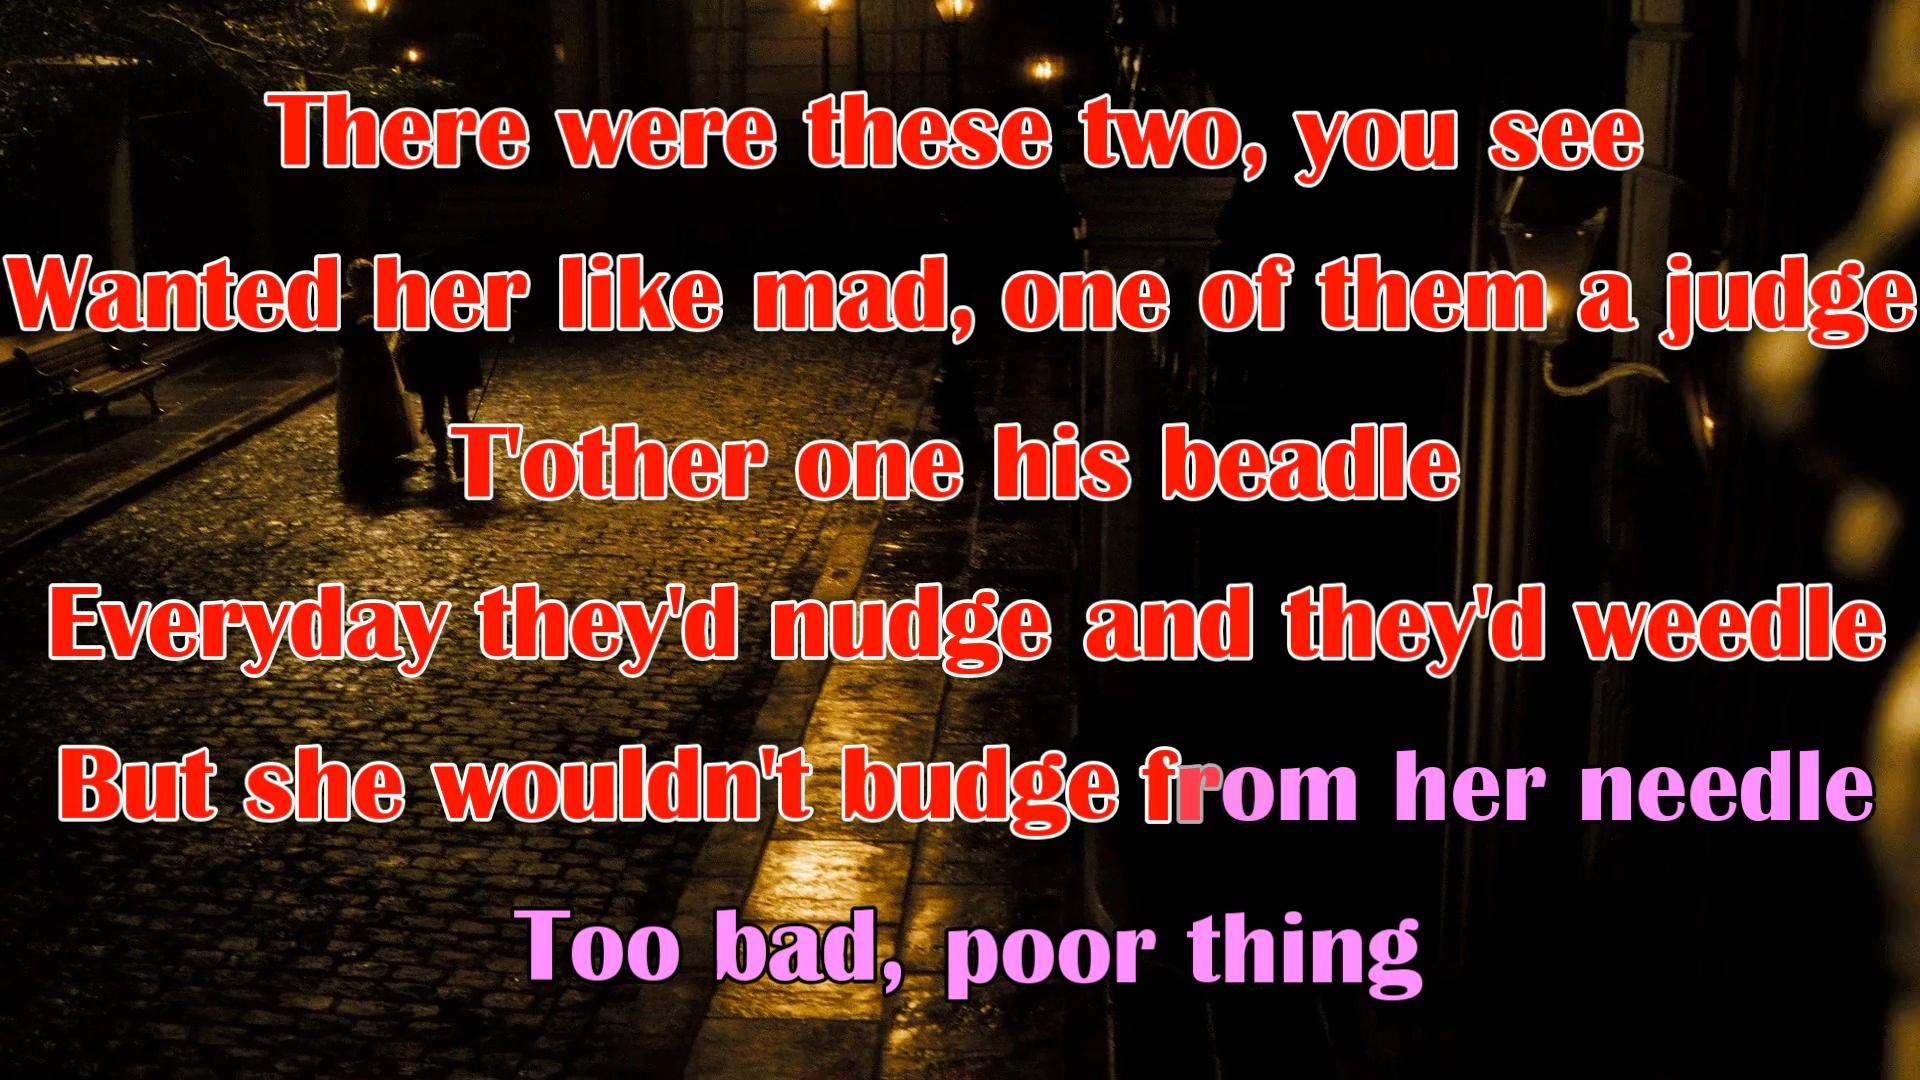 There were these two, you see
Wanted her like mad, one of them a judge
T'other one his beadle
Everyday they'd nudge and they'd weedle
But she wouldn't budge from her needle
Too bad, poor thing